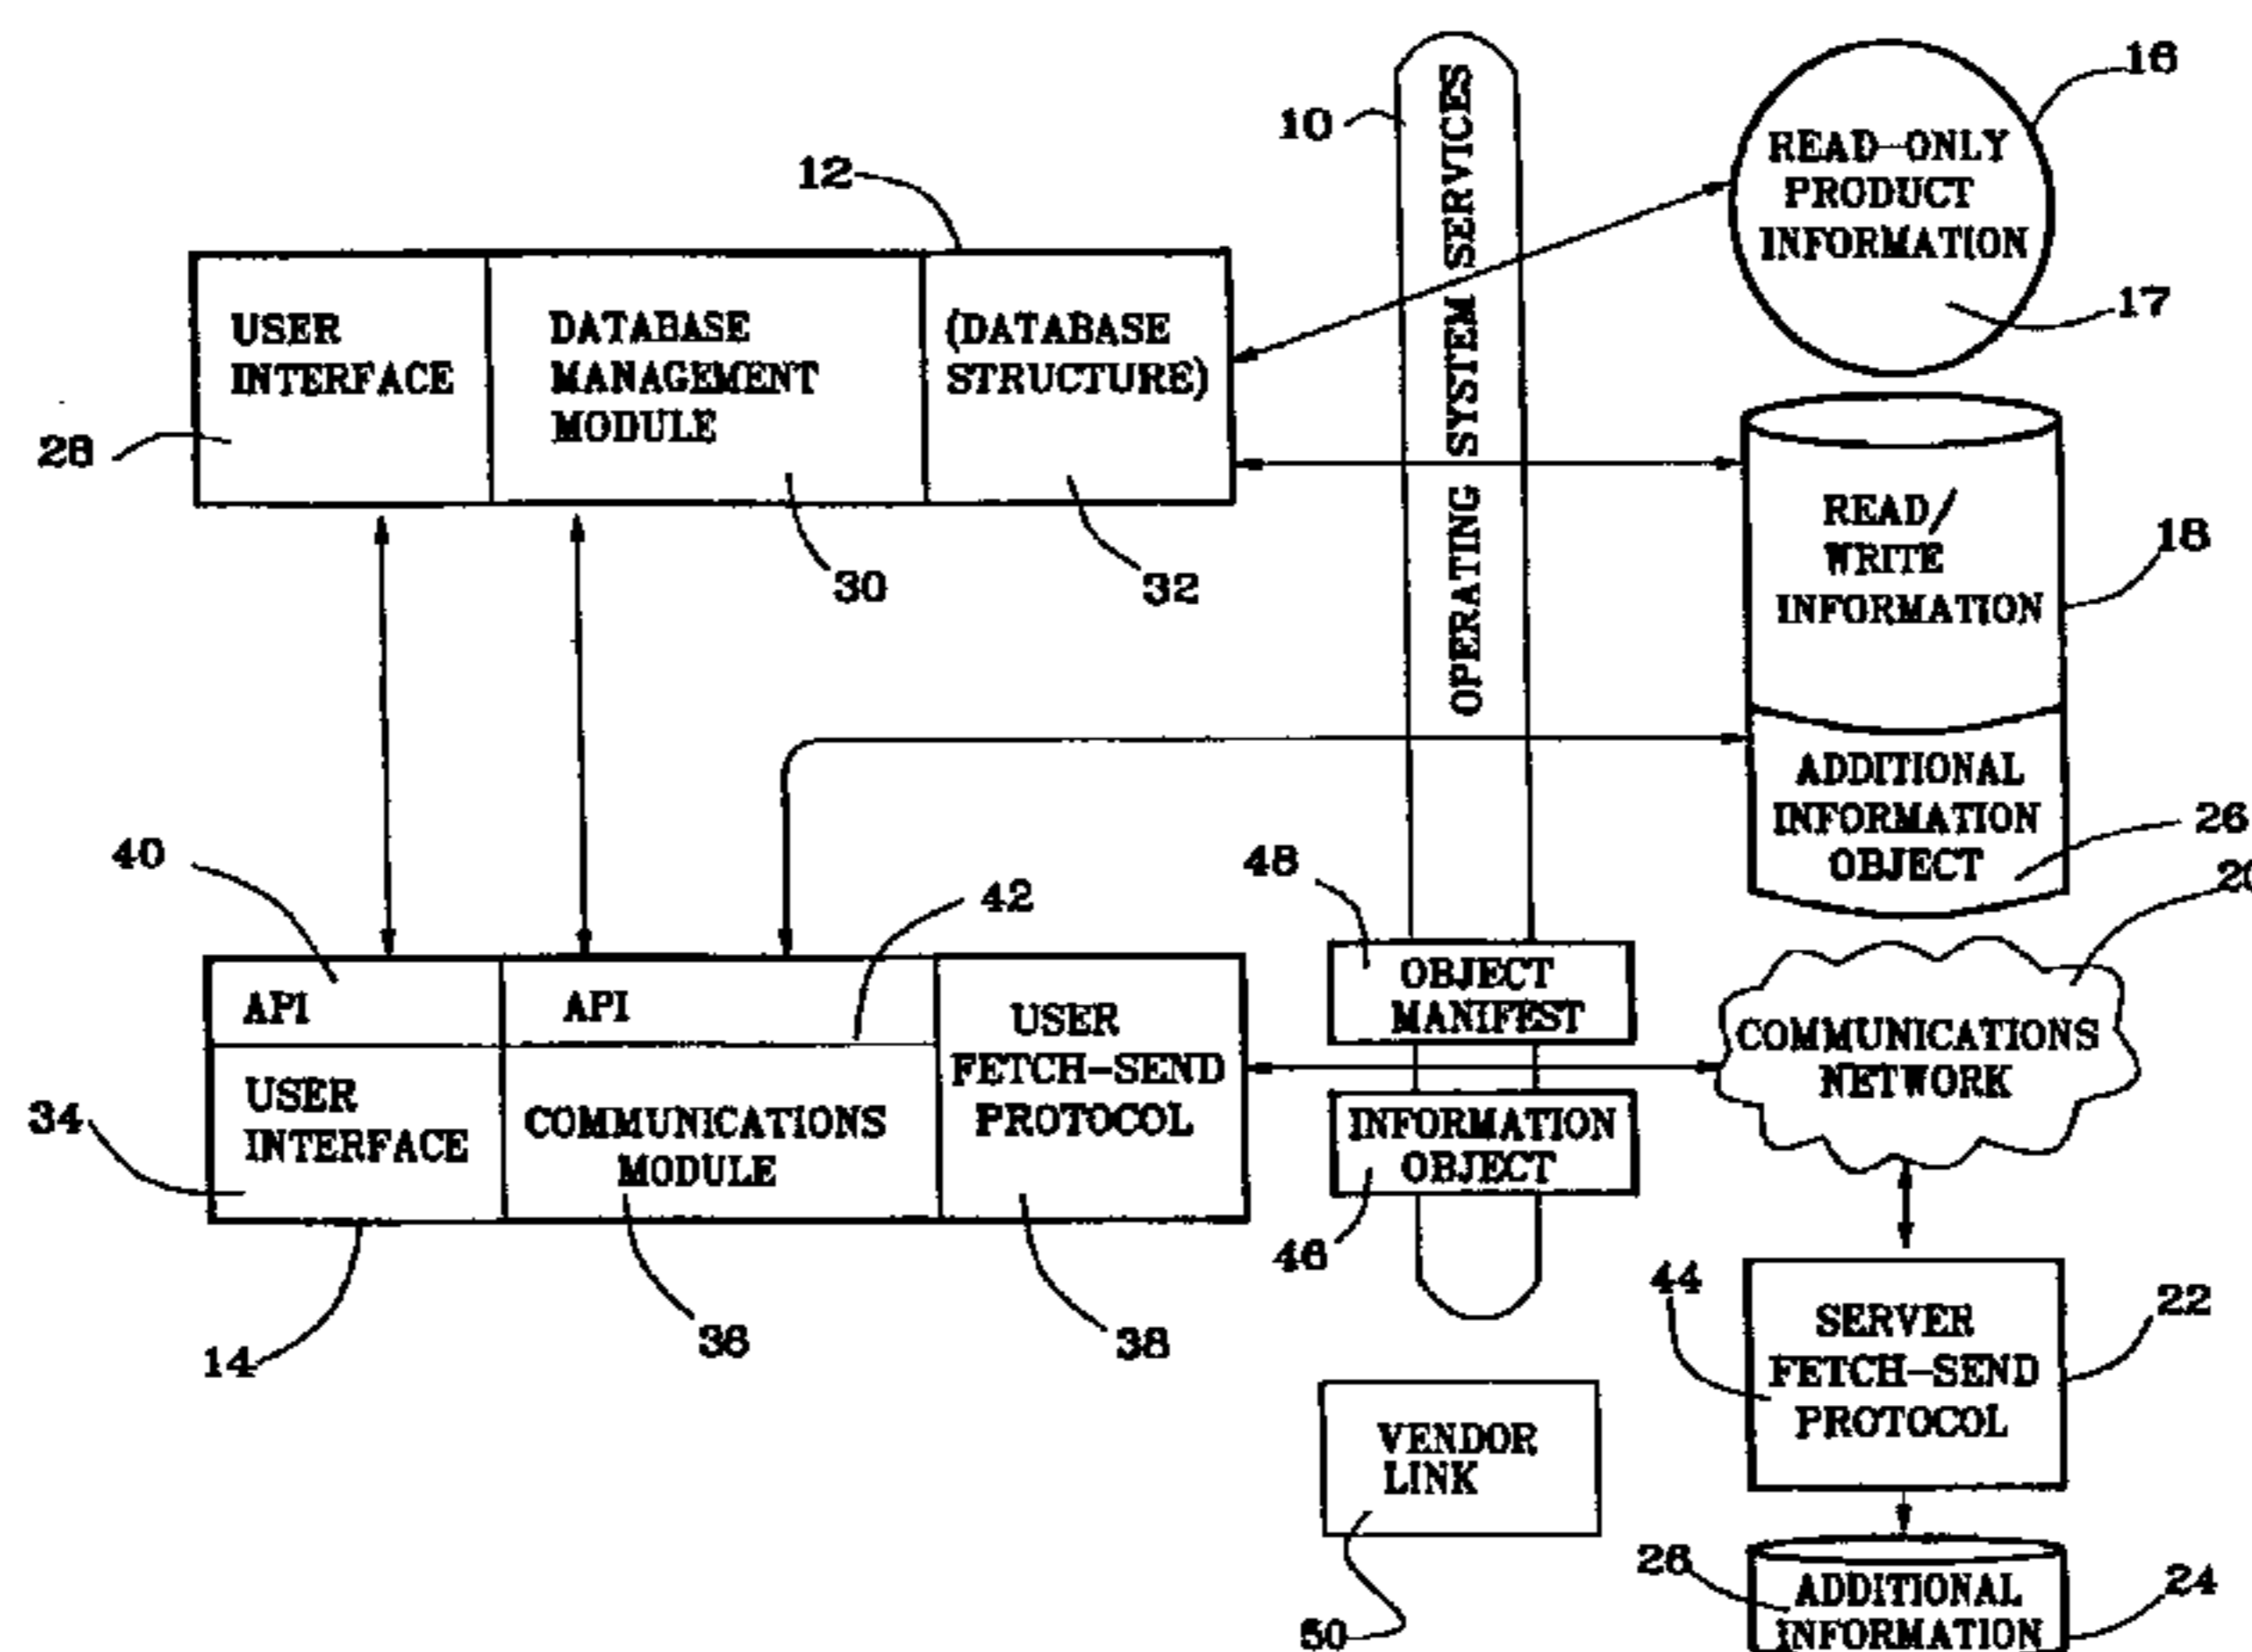 16
10
OPERATING SYSTEM SERVICES
READ-ONLY
PRODUCT
INFORMATION
17
12
USER
INTERFACE
DATABASE
MANAGEMENT
MODULE
(DATABASE
STRUCTURE)
28
30
32
READ/
WRITE
INFORMATION
18
ADDITIONAL
INFORMATION
OBJECT
26
20
40
42
48
API
API
USER
INTERFACE
COMMUNICATIONS
MODULE
USER
FETCH-SEND
PROTOCOL
34
14
36
38
OBJECT
MANIFEST
INFORMATION
OBJECT
46
COMMUNICATIONS
NETWORK
44
SERVER
FETCH-SEND
PROTOCOL
22
VENDOR
LINK
50
26
ADDITIONAL
INFORMATION
24